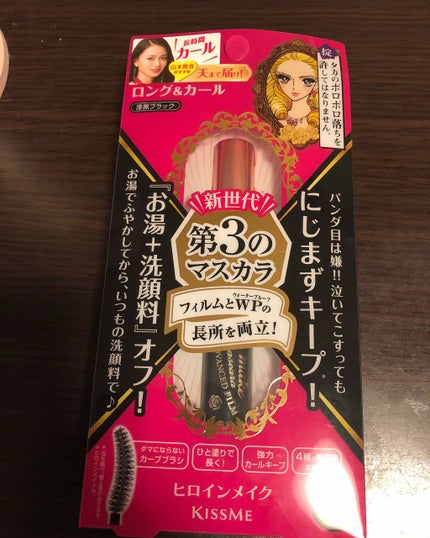 長時間
カール
山本舞香
天まで届け!
ロング&カール
漆黒ブラック
掟
夕方のポロポロ落ちを
許してはなりません。
新世代
第3の
マスカラ
フィルムとWPの
ウォータープルーフ
長所を両立!
パンダ目は嫌!!泣いてこすっても
にじまずキープ!
『お湯+洗顔料』オフ!
お湯でふやかしてから、いつもの洗顔料で♪
ADVANCED FILM
ダマにならない
カーブブラシ
ひと塗りで
長く!
強力
カールキープ
4種
ヒロインメイク
KISSME